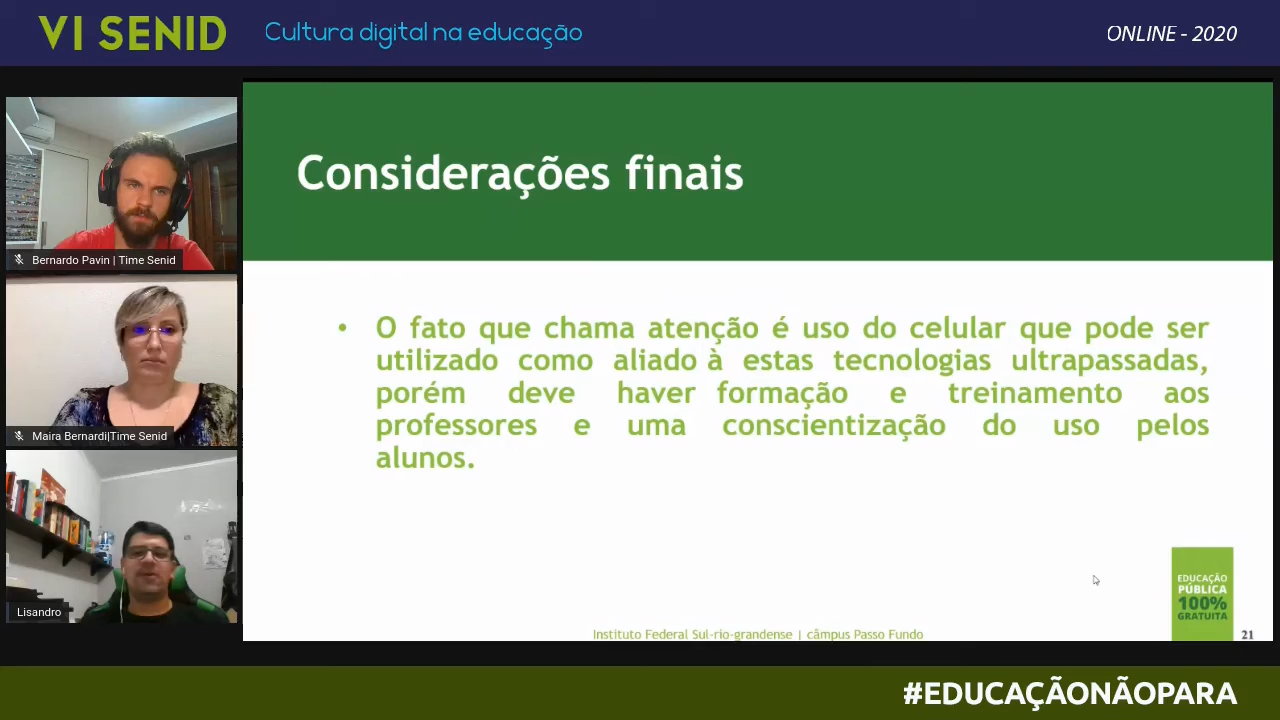 VI SENID
Cultura digital na educação
ONLINE - 2020
Bernardo Pavin | Time Senid
Maira Bernardi|Time Senid
Lisandro
Considerações finais
• O fato que chama atenção é uso do celular que pode ser
utilizado como aliado à estas tecnologias ultrapassadas,
porém deve haver formação e treinamento aos
professores e uma conscientização do uso pelos
alunos.
EDUCAÇÃO
PÚBLICA
100%
GRATUITA
Instituto Federal Sul-rio-grandense | câmpus Passo Fundo
21
#EDUCAÇÃONÃOPARA